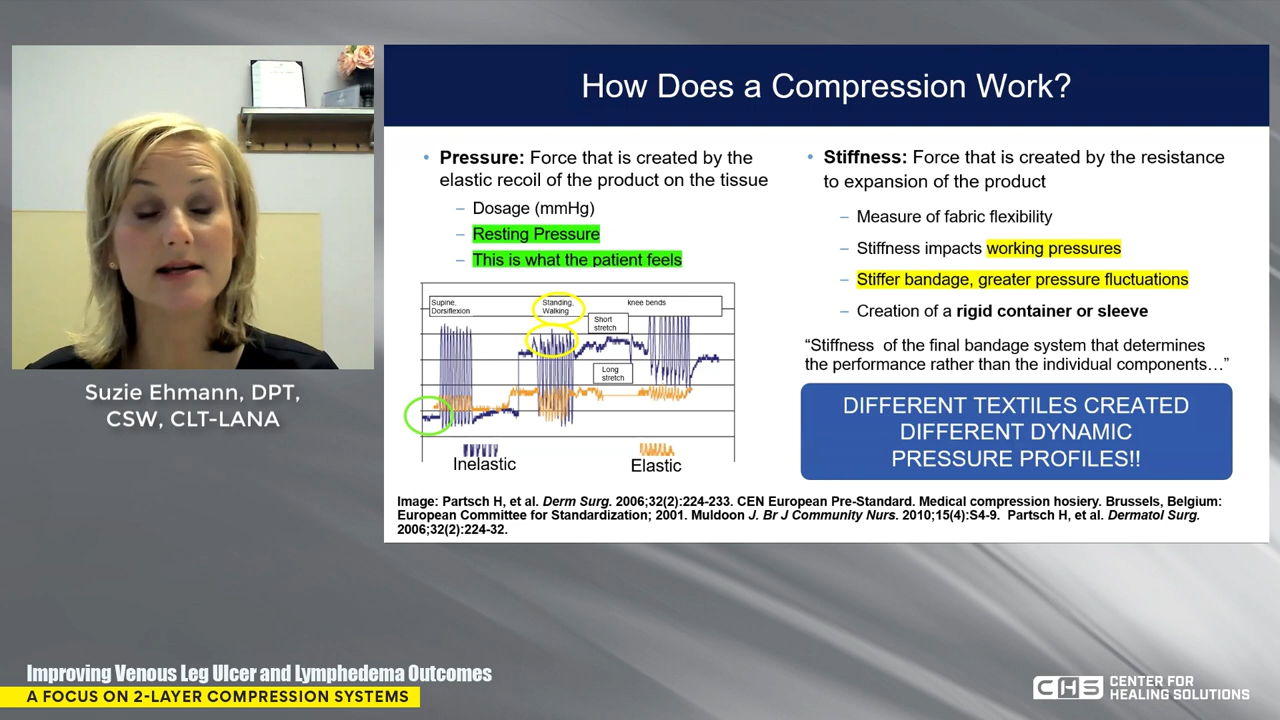 How Does a Compression Work?
• Pressure: Force that is created by the
elastic recoil of the product on the tissue
– Dosage (mmHg)
– Resting Pressure
– This is what the patient feels
Supine,
Dorsiflexion
Standing,
Walking
knee bends
Short
stretch
Long
stretch
Inelastic
Elastic
• Stiffness: Force that is created by the resistance
to expansion of the product
– Measure of fabric flexibility
– Stiffness impacts working pressures
– Stiffer bandage, greater pressure fluctuations
– Creation of a rigid container or sleeve
“Stiffness of the final bandage system that determines
the performance rather than the individual components…”
DIFFERENT TEXTILES CREATED
DIFFERENT DYNAMIC
PRESSURE PROFILES!!
Image: Partsch H, et al. Derm Surg. 2006;32(2):224-233. CEN European Pre-Standard. Medical compression hosiery. Brussels, Belgium:
European Committee for Standardization; 2001. Muldoon J. Br J Community Nurs. 2010;15(4):S4-9. Partsch H, et al. Dermatol Surg.
2006;32(2):224-32.
Suzie Ehmann, DPT,
CSW, CLT-LANA
Improving Venous Leg Ulcer and Lymphedema Outcomes
A FOCUS ON 2-LAYER COMPRESSION SYSTEMS
CHS
CENTER FOR
HEALING SOLUTIONS